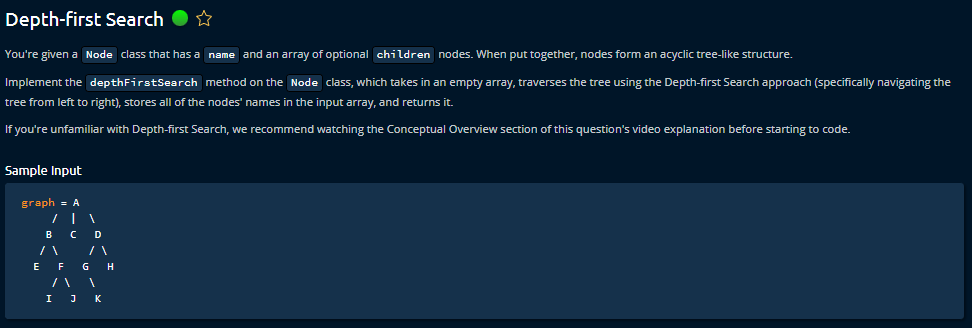 Depth-first Search
You're given a Node class that has a name and an array of optional children nodes. When put together, nodes form an acyclic tree-like structure.
Implement the depthFirstSearch method on the Node class, which takes in an empty array, traverses the tree using the Depth-first Search approach (specifically navigating the
tree from left to right), stores all of the nodes' names in the input array, and returns it.
If you're unfamiliar with Depth-first Search, we recommend watching the Conceptual Overview section of this question's video explanation before starting to code.
Sample Input
graph = A
     /  |  \
    B   C   D
   / \     / \
  E   F   G   H
     / \   \
    I   J   K